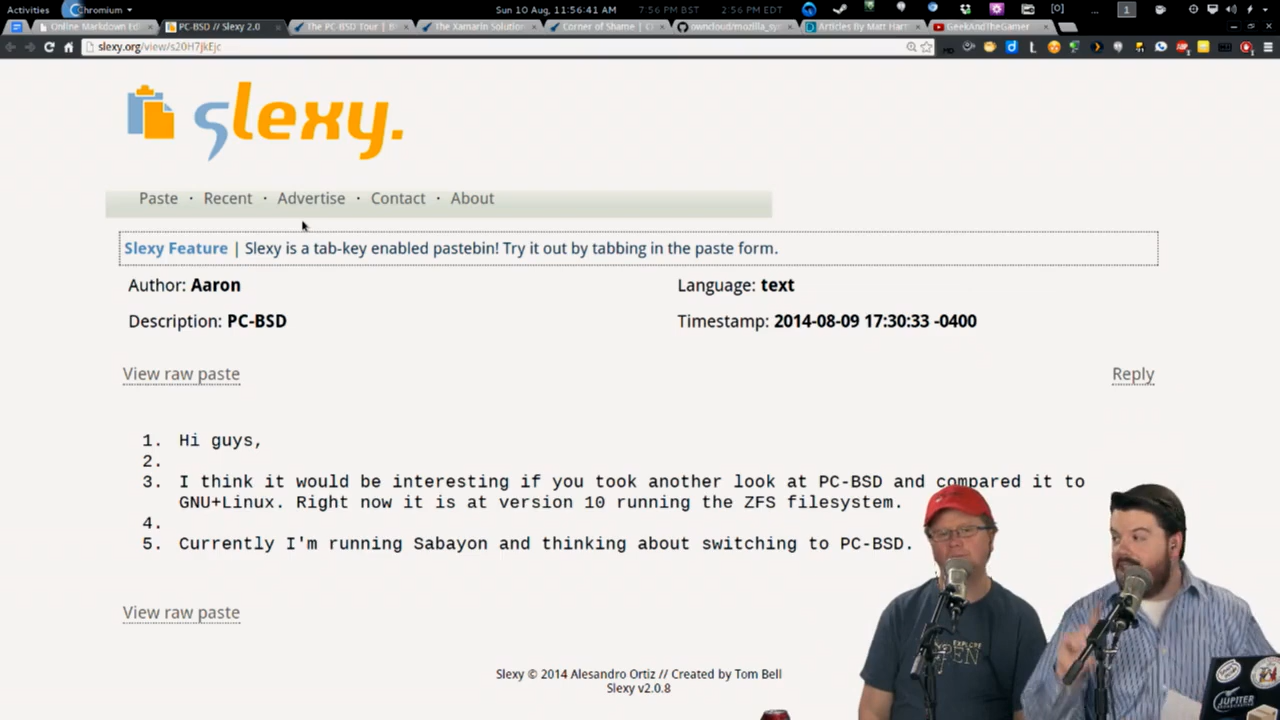 Activities Chromium Sun 10 Aug, 11:56:41 AM 7:56 PM BST 2:56 PM EDT 1
Online Markdown Edi PC-BSD // Slexy 2.0 The PC-BSD Tour | B The Xamarin Solution Corner of Shame | C owncloud/mozilla_sy Articles By Matt Har GeekAndTheGamer
slexy.org/view/s20H7jkEjc
slexy.
Paste · Recent · Advertise · Contact · About
Slexy Feature | Slexy is a tab-key enabled pastebin! Try it out by tabbing in the paste form.
Author: Aaron Language: text
Description: PC-BSD Timestamp: 2014-08-09 17:30:33 -0400
View raw paste Reply
1. Hi guys,
2.
3. I think it would be interesting if you took another look at PC-BSD and compared it to
GNU+Linux. Right now it is at version 10 running the ZFS filesystem.
4.
5. Currently I'm running Sabayon and thinking about switching to PC-BSD.
View raw paste
EXPLORE
OPEN
Slexy © 2014 Alesandro Ortiz // Created by Tom Bell
Slexy v2.0.8
JUPITER